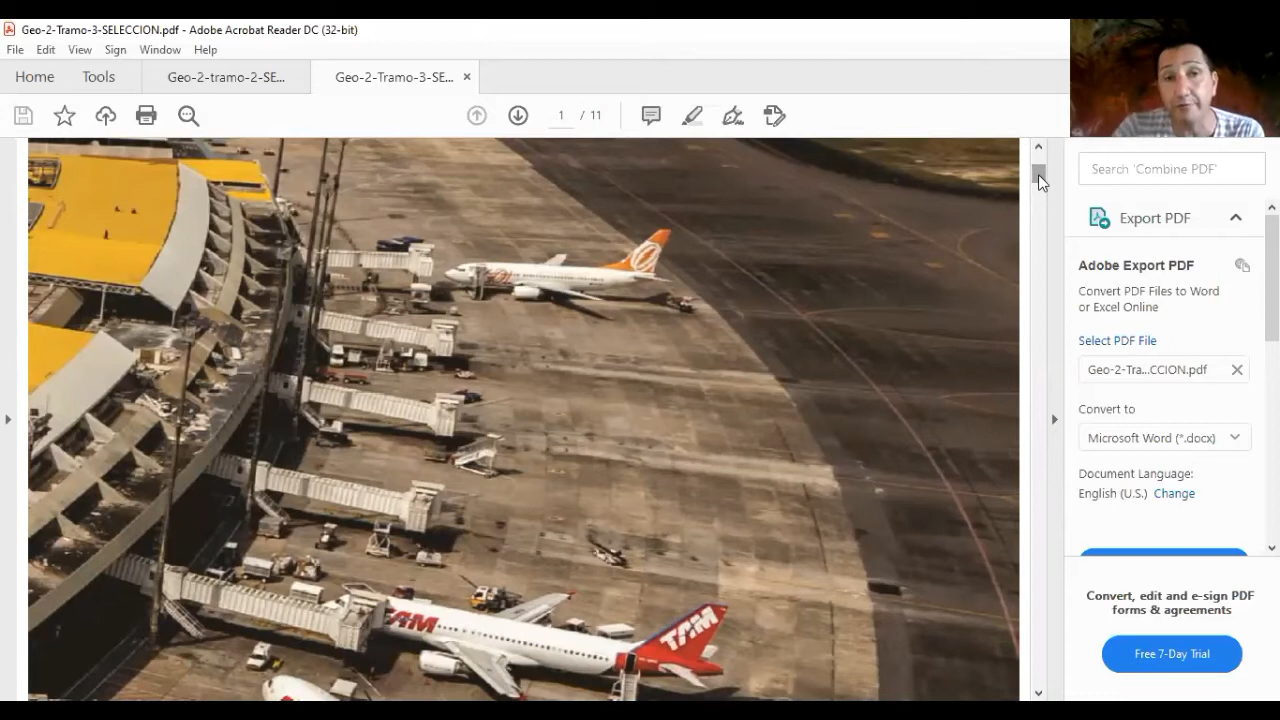 Geo-2-Tramo-3-SELECCION.pdf - Adobe Acrobat Reader DC (32-bit)
File Edit View Sign Window Help
Home Tools Geo-2-tramo-2-SE... Geo-2-Tramo-3-SE... ×
1 / 11
Search 'Combine PDF'
Export PDF
Adobe Export PDF
Convert PDF Files to Word
or Excel Online
Select PDF File
Geo-2-Tra...CCION.pdf
Convert to
Microsoft Word (*.docx)
Document Language:
English (U.S.) Change
Convert, edit and e-sign PDF
forms & agreements
Free 7-Day Trial
TAM
TAM